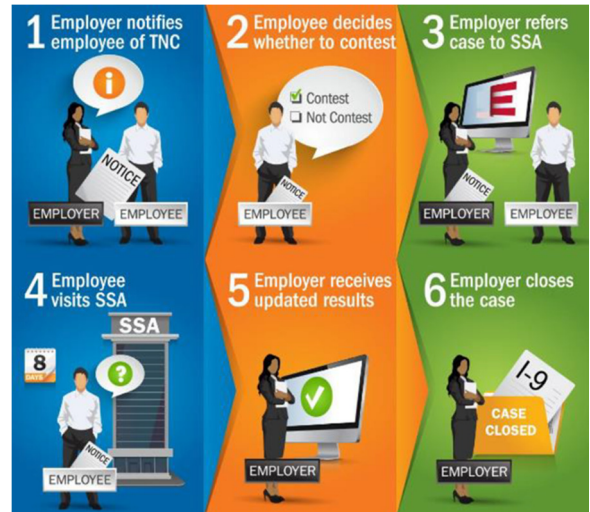 1 Employer notifies
employee of TNC
i
NOTICE
EMPLOYER
EMPLOYEE
2 Employee decides
whether to contest
Contest
Not Contest
NOTICE
EMPLOYEE
3 Employer refers
case to SSA
E
NOTICE
EMPLOYER
EMPLOYEE
4 Employee
visits SSA
SSA
8
DAYS
?
NOTICE
EMPLOYEE
5 Employer receives
updated results
EMPLOYER
6 Employer closes
the case
I-9
CASE
CLOSED
EMPLOYER